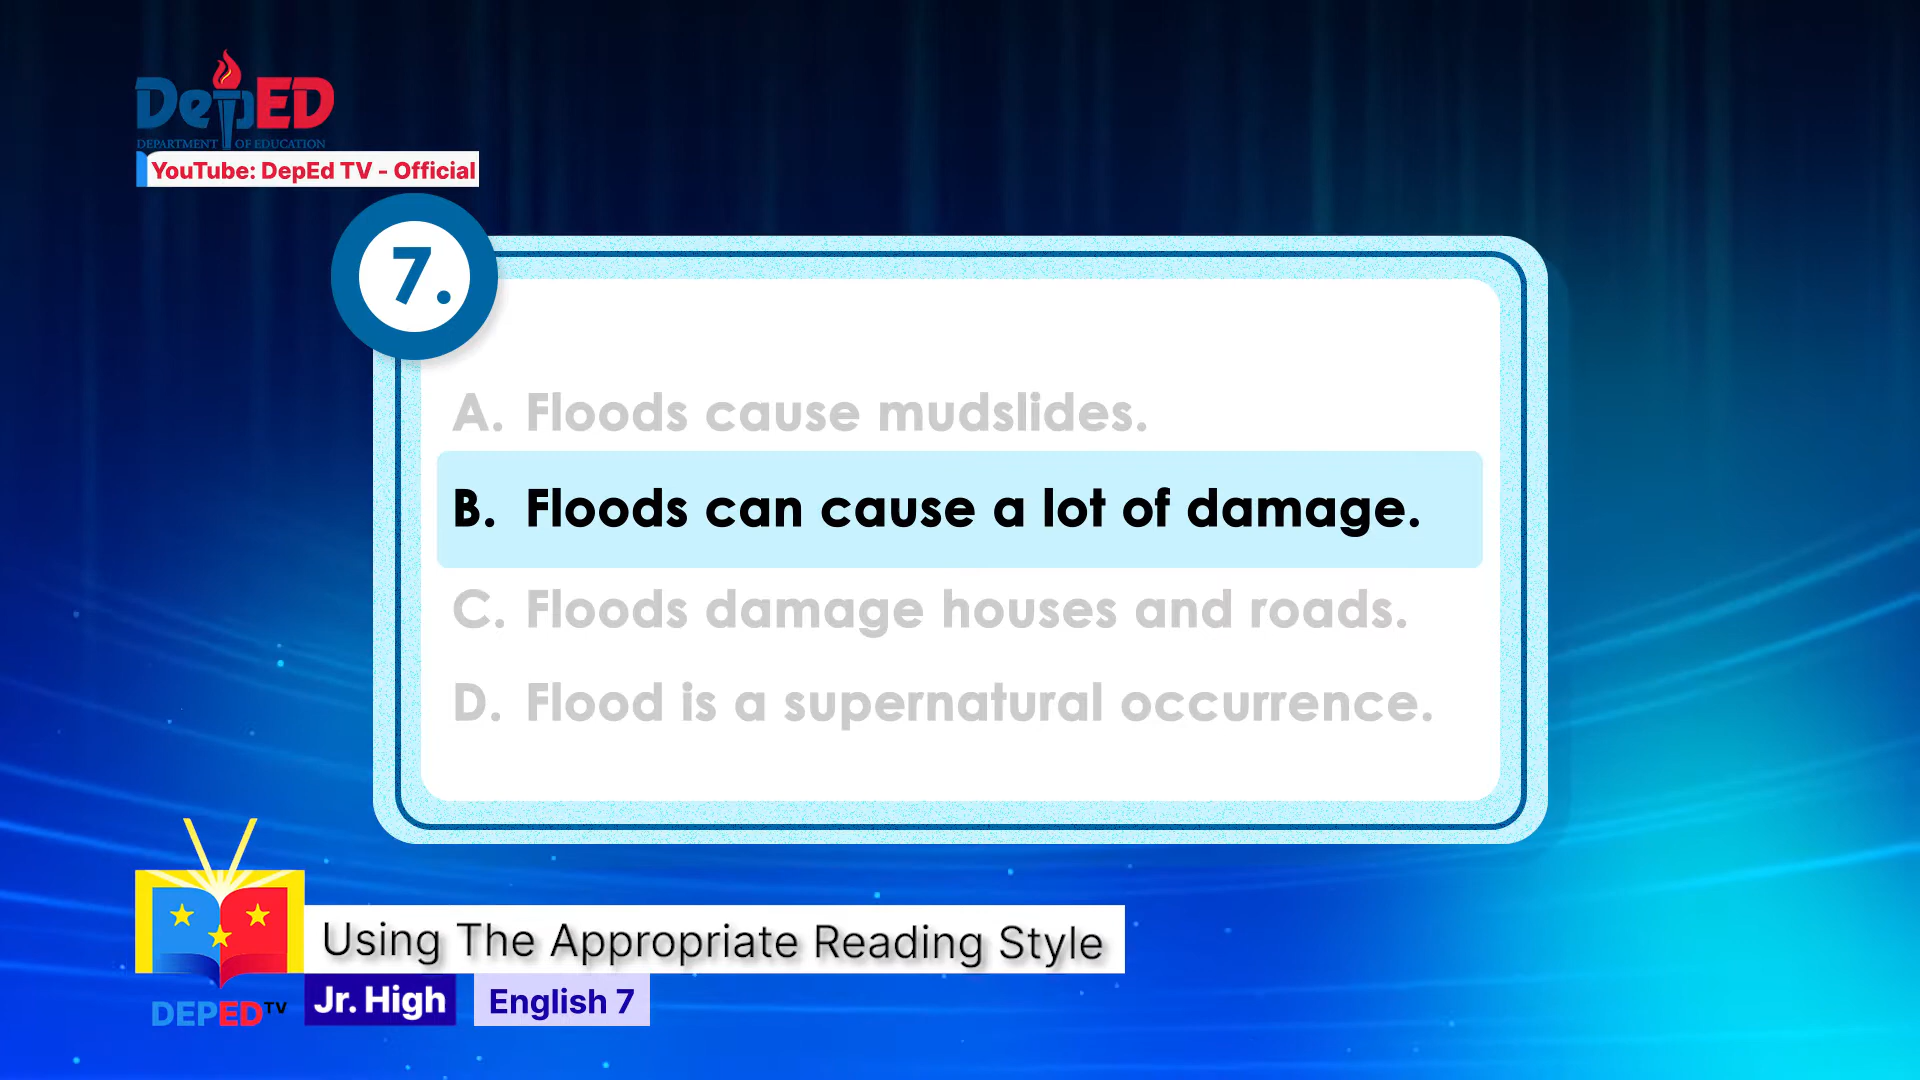 DepED
DEPARTMENT OF EDUCATION
YouTube: DepEd TV - Official
7.
A. Floods cause mudslides.
B. Floods can cause a lot of damage.
C. Floods damage houses and roads.
D. Flood is a supernatural occurrence.
Using The Appropriate Reading Style
DEPED TV
Jr. High
English 7